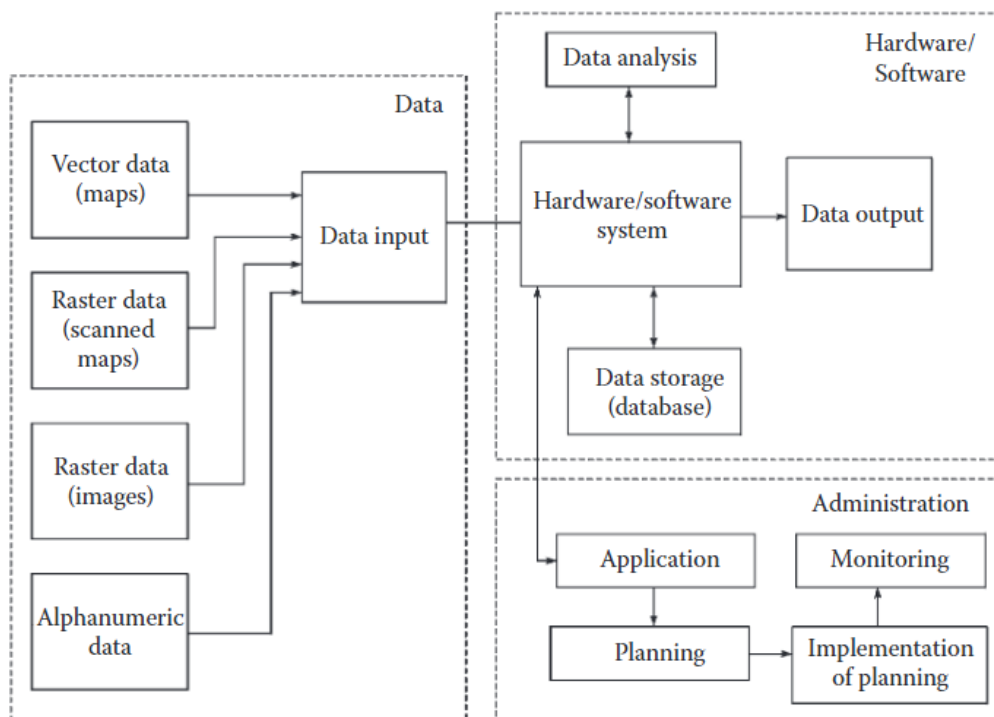 Data
Vector data
(maps)
Raster data
(scanned
maps)
Raster data
(images)
Alphanumeric
data
Data input
Hardware/
Software
Data analysis
Hardware/software
system
Data output
Data storage
(database)
Administration
Application
Monitoring
Planning
Implementation
of planning